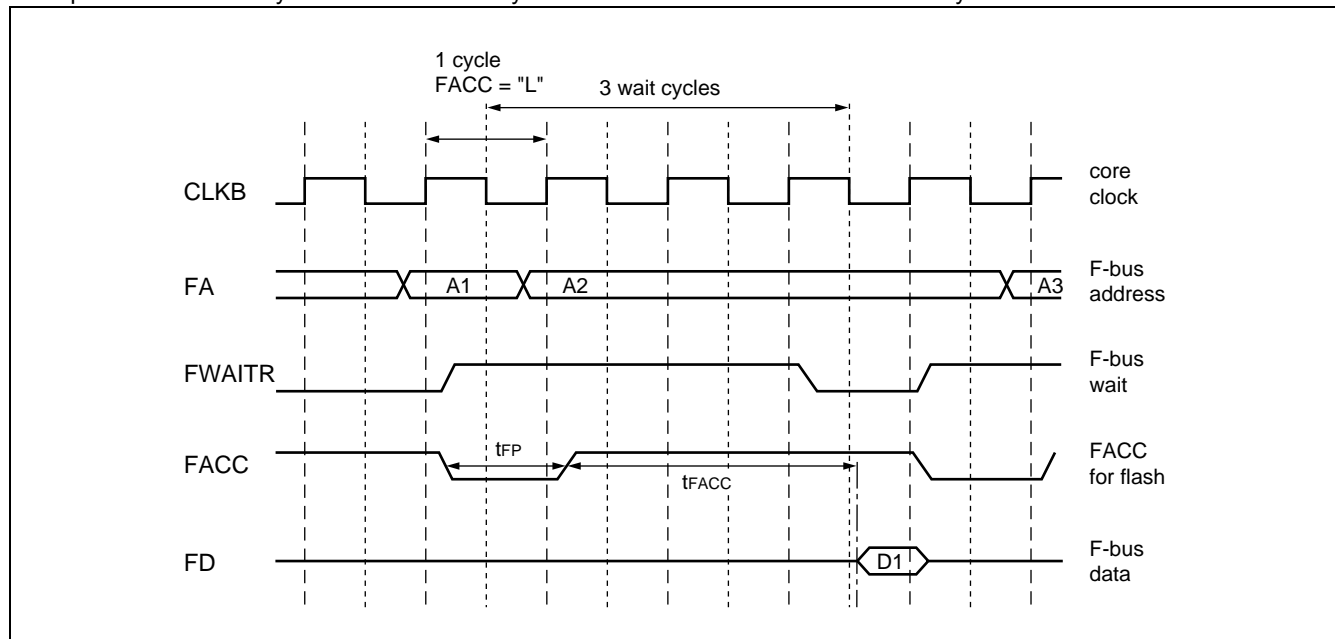 1 cycle
FACC = "L"
3 wait cycles
CLKB
core
clock
FA
A1
A2
A3
F-bus
address
FWAITR
F-bus
wait
FACC
tFP
tFACC
FACC
for flash
FD
D1
F-bus
data